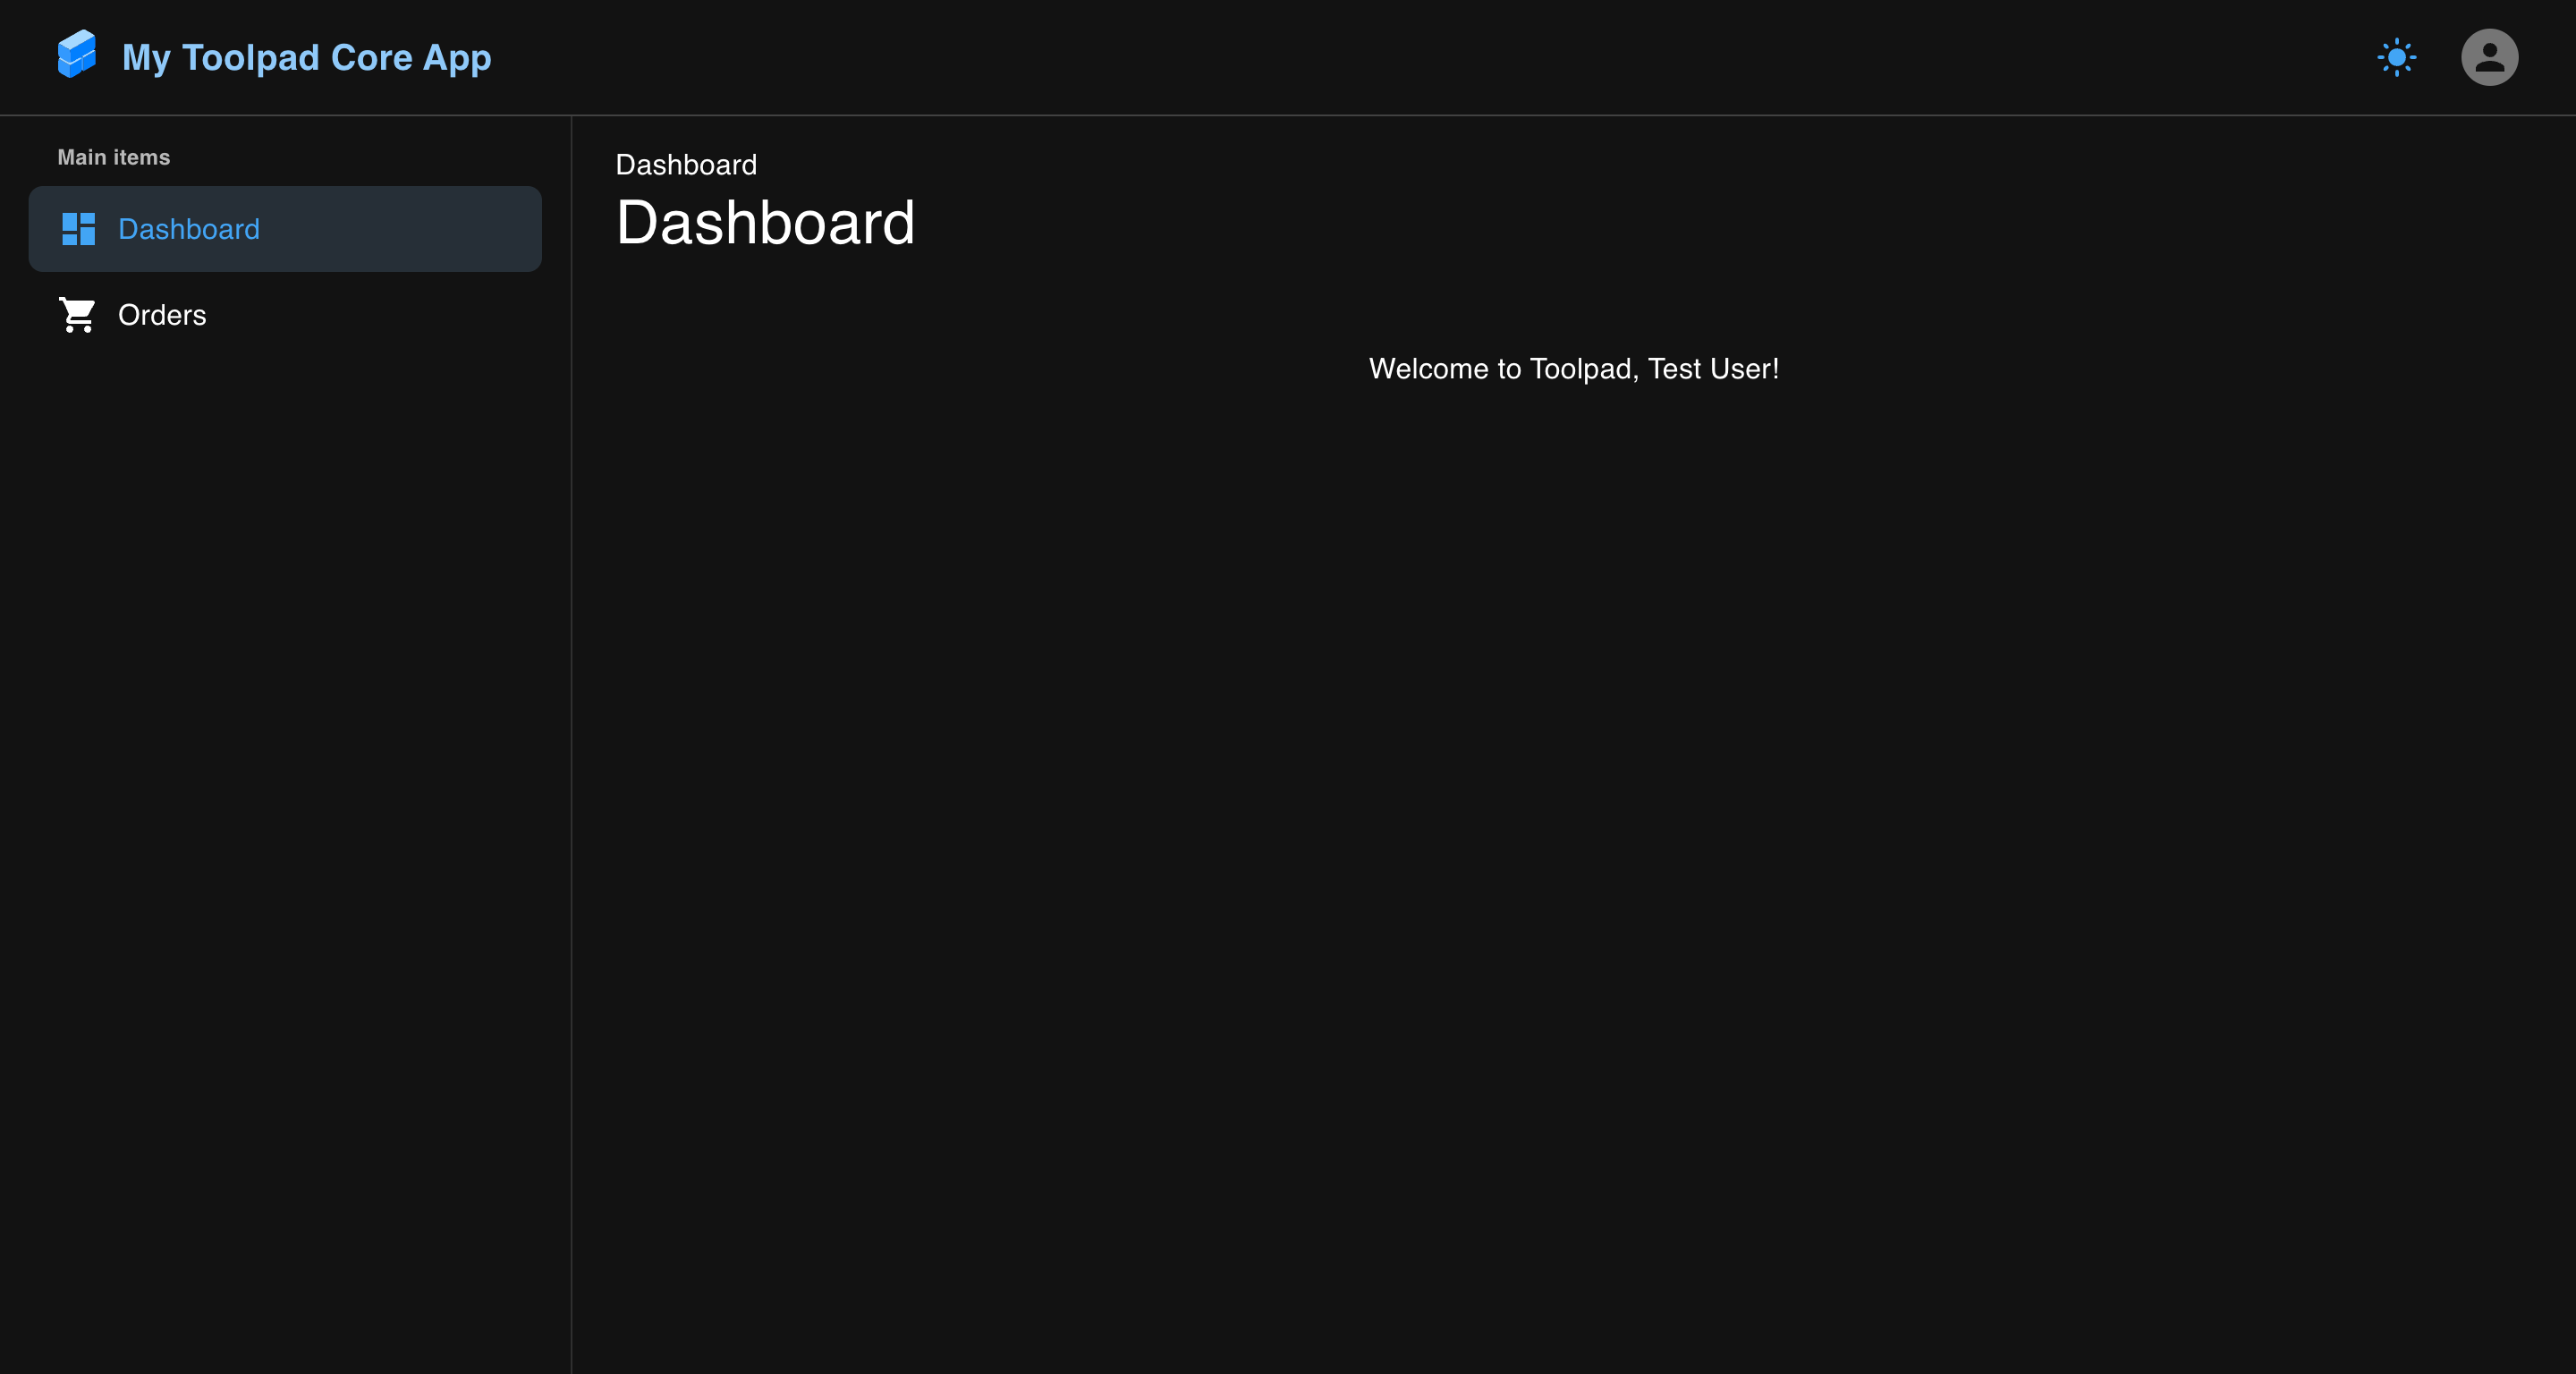 My Toolpad Core App
Main items
Dashboard
Orders
Dashboard
Dashboard
Welcome to Toolpad, Test User!